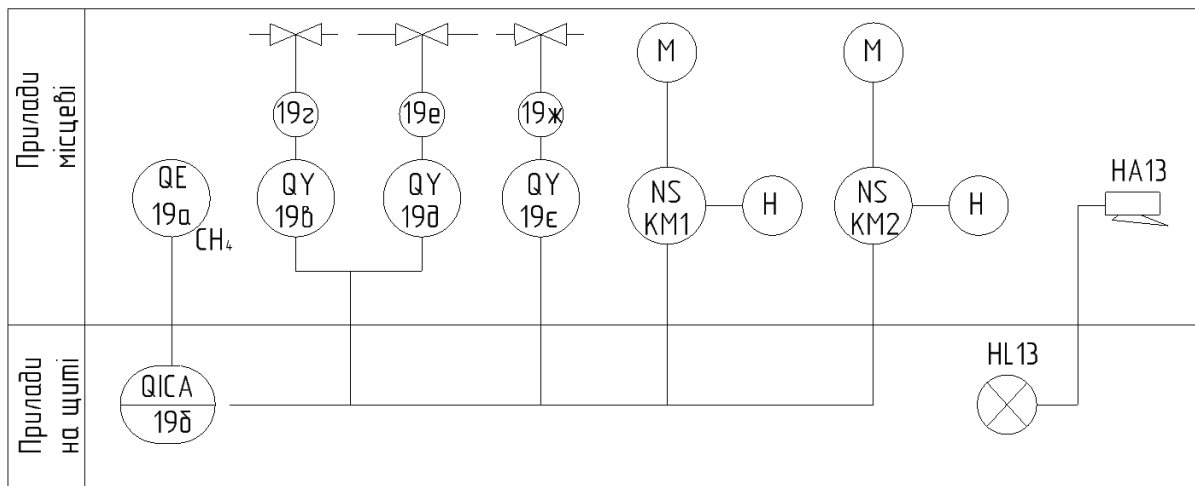 Прилади
місцеві
M
M
19г
19е
19ж
QE
19а
CH₄
QY
19в
QY
19д
QY
19є
NS
KM1
H
NS
KM2
H
HA13
Прилади
на щиті
QICA
19б
HL13